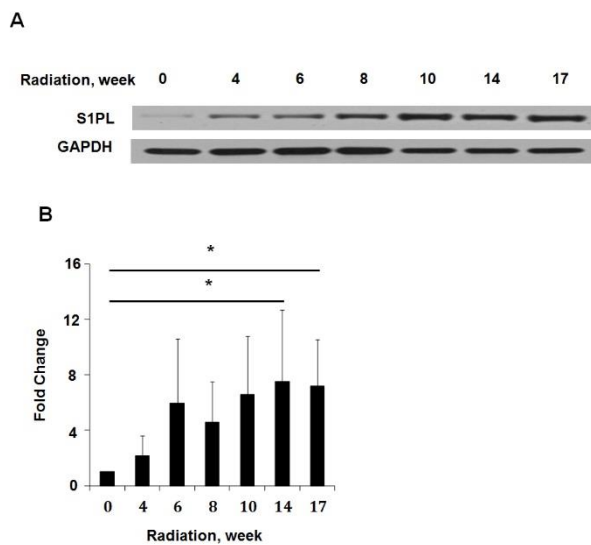 A
Radiation, week 0 4 6 8 10 14 17
S1PL
GAPDH
B
*
*
16
12
8
4
0
Fold Change
0 4 6 8 10 14 17
Radiation, week